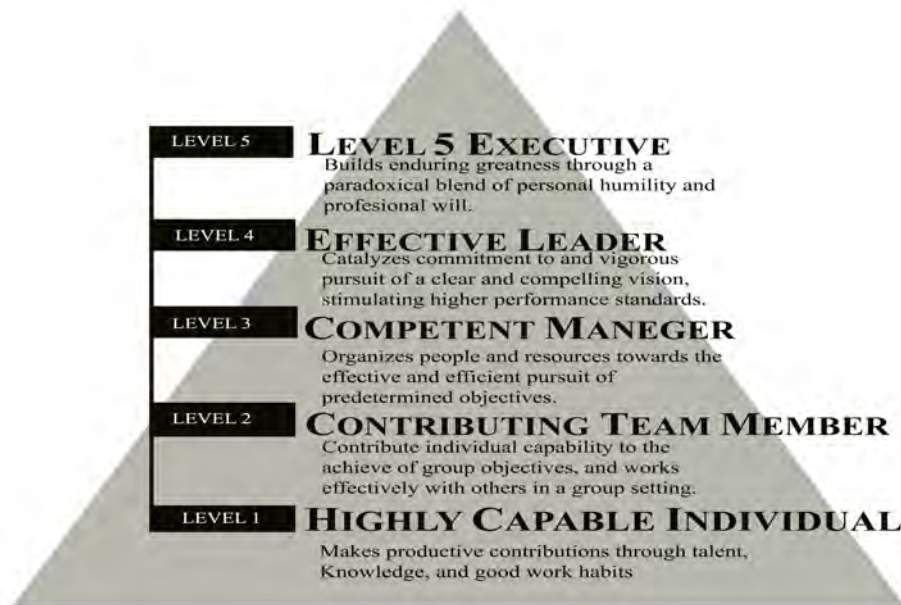 LEVEL 5
LEVEL 5 EXECUTIVE
Builds enduring greatness through a
paradoxical blend of personal humility and
profesional will.
LEVEL 4
EFFECTIVE LEADER
Catalyzes commitment to and vigorous
pursuit of a clear and compelling vision,
stimulating higher performance standards.
LEVEL 3
COMPETENT MANEGER
Organizes people and resources towards the
effective and efficient pursuit of
predetermined objectives.
LEVEL 2
CONTRIBUTING TEAM MEMBER
Contribute individual capability to the
achieve of group objectives, and works
effectively with others in a group setting.
LEVEL 1
HIGHLY CAPABLE INDIVIDUAL
Makes productive contributions through talent,
Knowledge, and good work habits